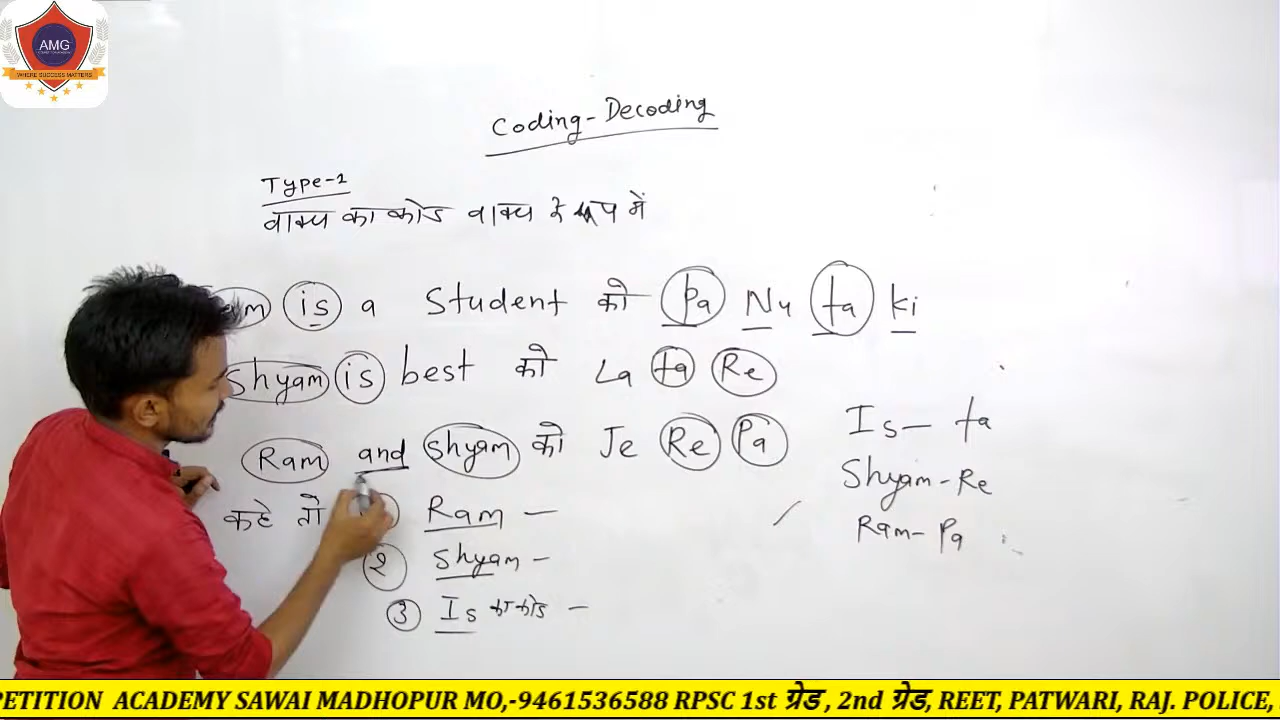 AMG
WHERE SUCCESS MATTERS
Coding-Decoding
Type-1
वाक्य का कोड वाक्य के रूप में
am is a Student को Pa Nu ta ki
Shyam is best को La ta Re
Ram and shyam को Je Re Pa
कहे तो Ram —
② Shyam —
③ Is का कोड —
Is — ta
Shyam - Re
Ram - Pa
PETITION ACADEMY SAWAI MADHOPUR MO,-9461536588 RPSC 1st ग्रेड , 2nd ग्रेड, REET, PATWARI, RAJ. POLICE,